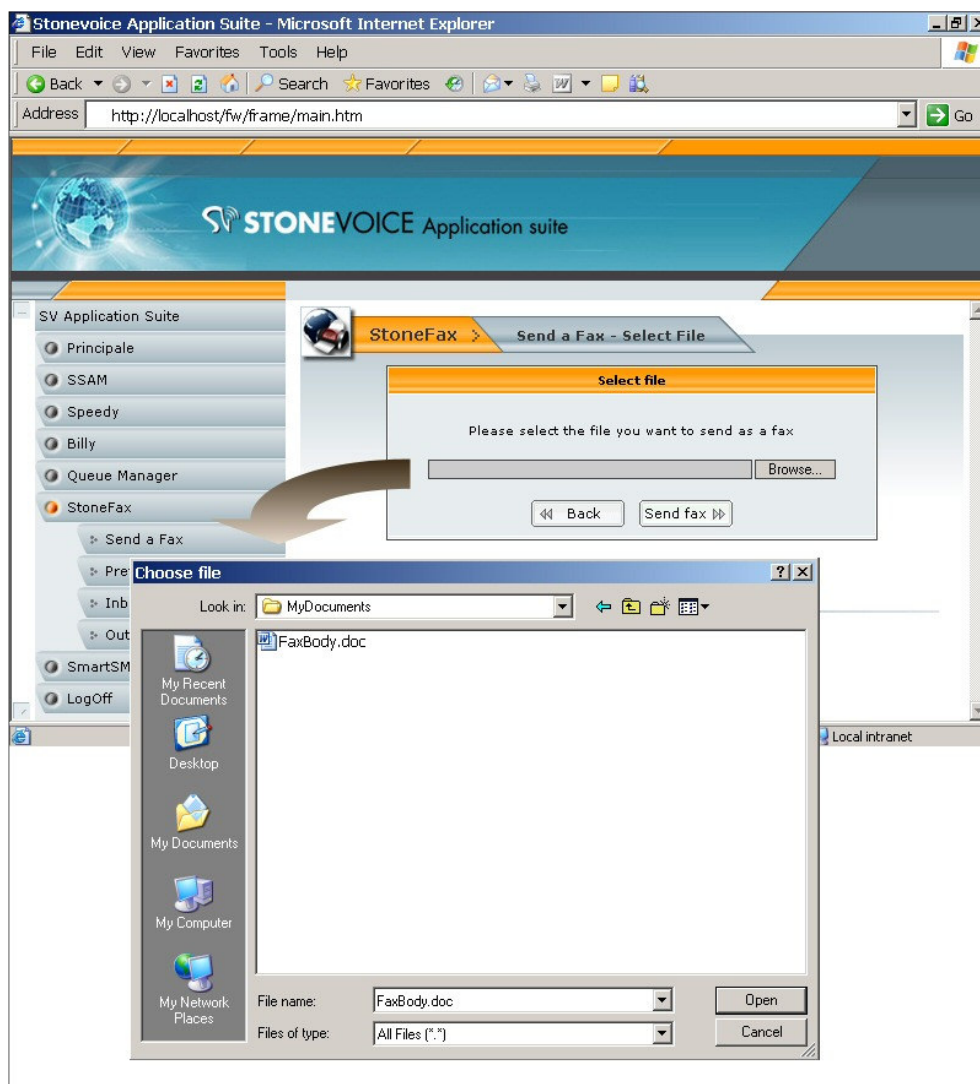 Stonevoice Application Suite - Microsoft Internet Explorer
File Edit View Favorites Tools Help
Back Search Favorites
Address http://localhost/fw/frame/main.htm Go
STONEVOICE Application suite
SV Application Suite
Principale
SSAM
Speedy
Billy
Queue Manager
StoneFax
Send a Fax
Pre
Inb
Out
SmartSM
LogOff
StoneFax > Send a Fax - Select File
Select file
Please select the file you want to send as a fax
Browse...
Back Send fax
Local intranet
Choose file
Look in: MyDocuments
FaxBody.doc
My Recent
Documents
Desktop
My Documents
My Computer
My Network
Places
File name: FaxBody.doc Open
Files of type: All Files (*.*) Cancel